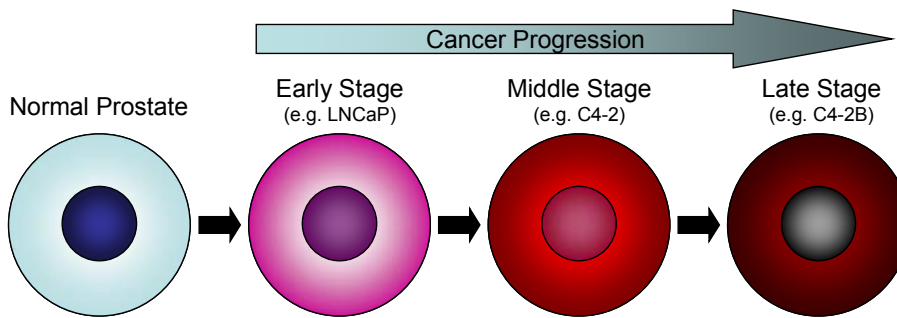 Cancer Progression
Normal Prostate
Early Stage
(e.g. LNCaP)
Middle Stage
(e.g. C4-2)
Late Stage
(e.g. C4-2B)